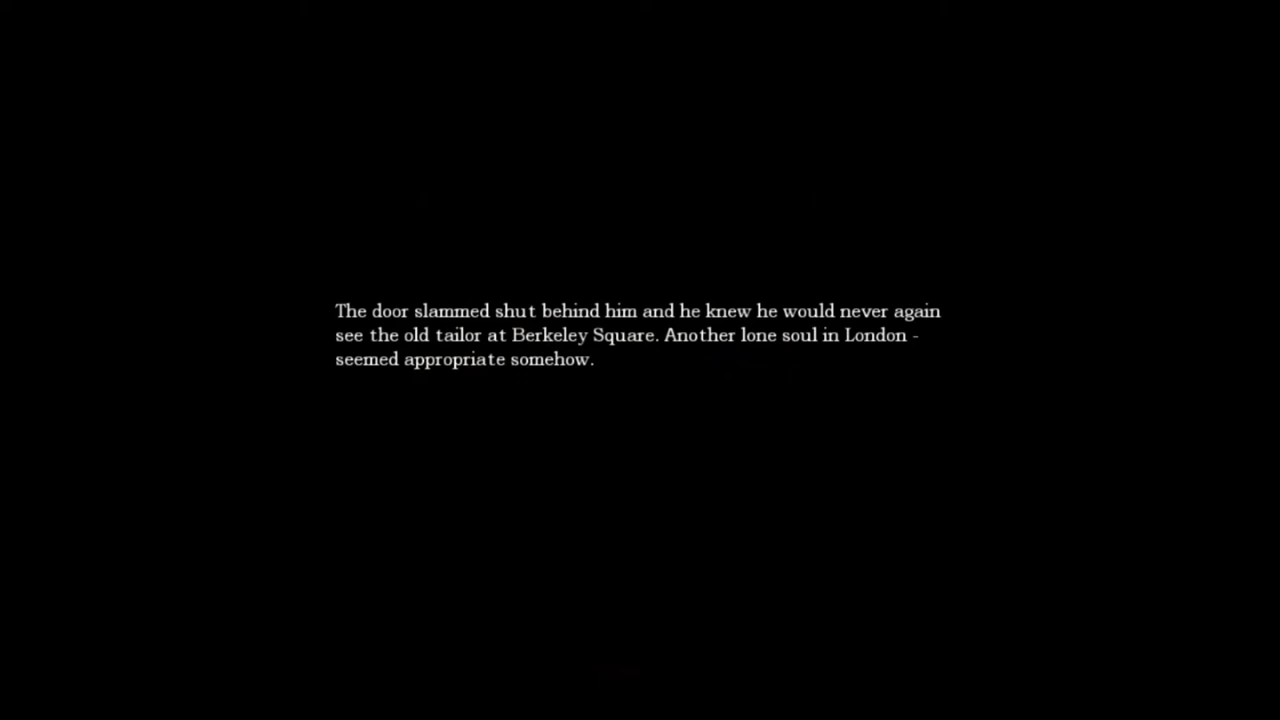 The door slammed shut behind him and he knew he would never again
see the old tailor at Berkeley Square. Another lone soul in London -
seemed appropriate somehow.